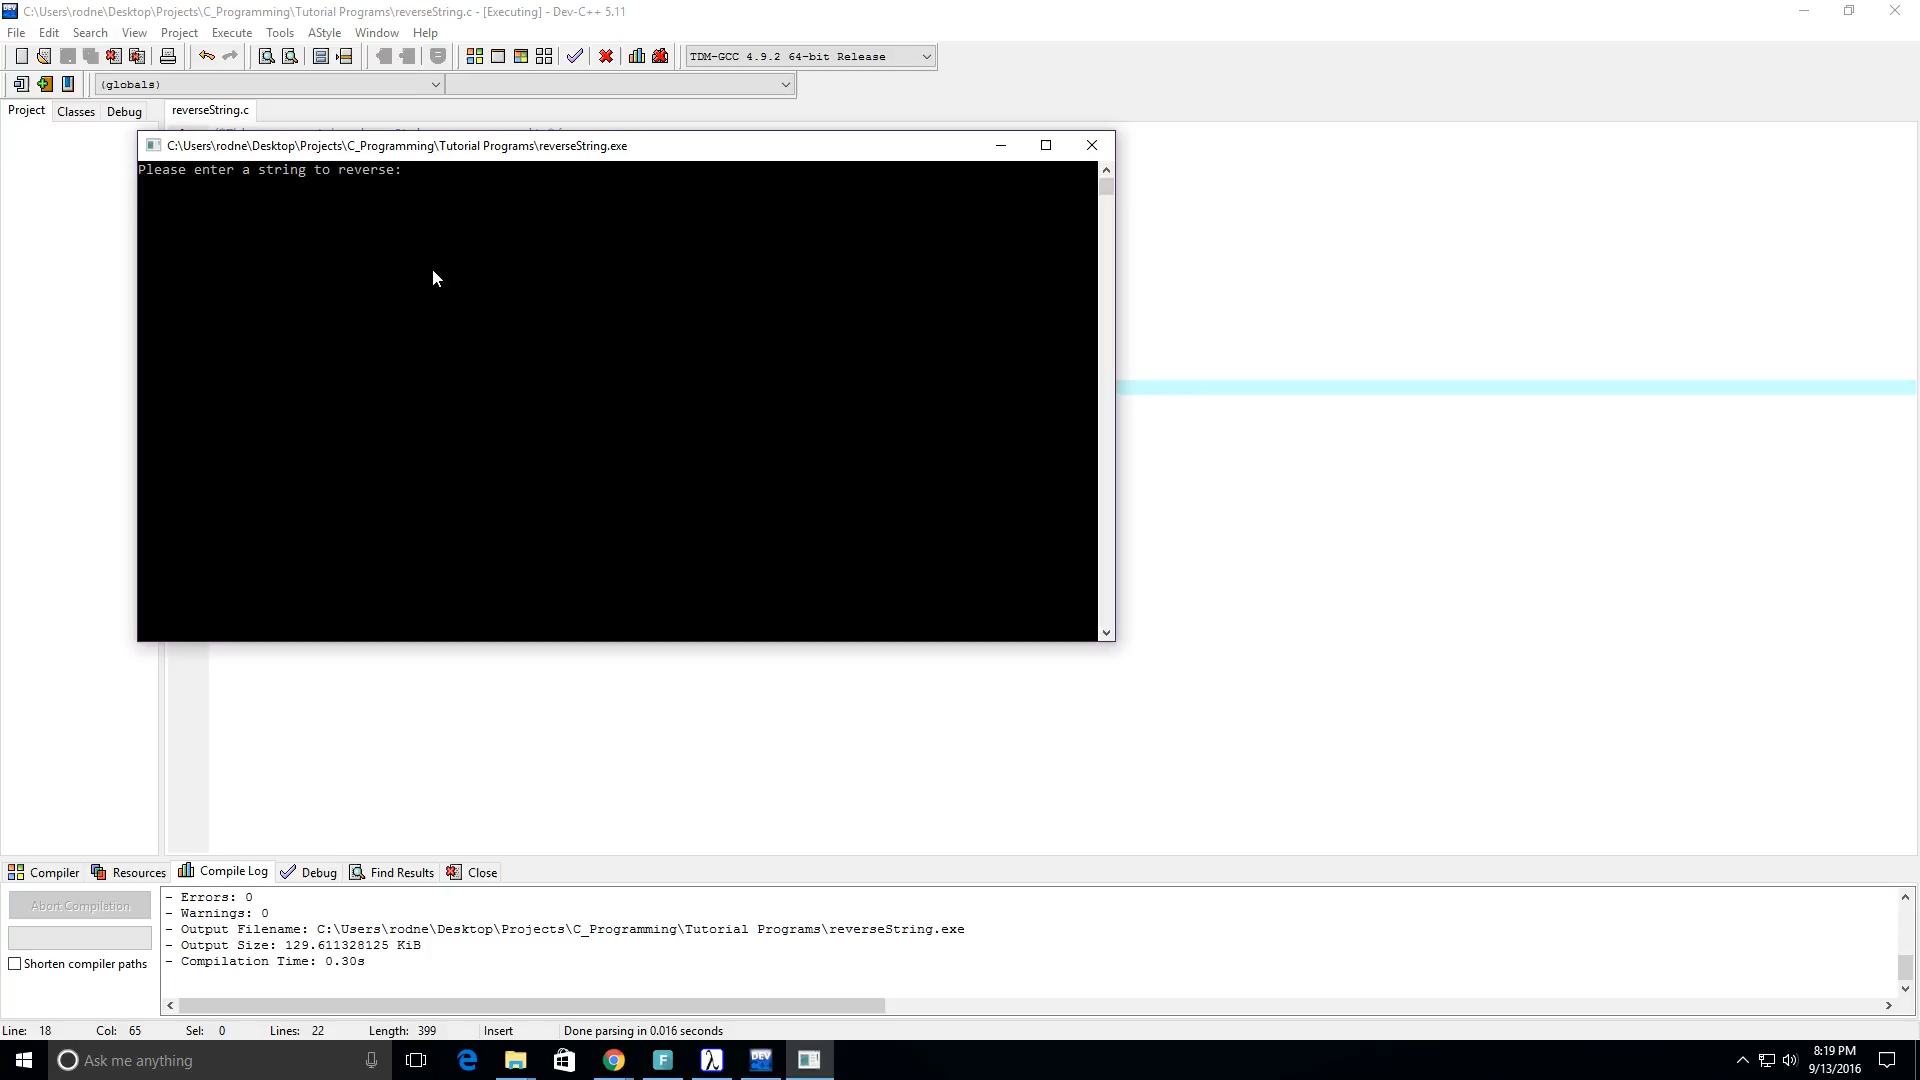 C:\Users\rodne\Desktop\Projects\C_Programming\Tutorial Programs\reverseString.c - [Executing] - Dev-C++ 5.11
File Edit Search View Project Execute Tools AStyle Window Help
TDM-GCC 4.9.2 64-bit Release
(globals)
Project Classes Debug reverseString.c
C:\Users\rodne\Desktop\Projects\C_Programming\Tutorial Programs\reverseString.exe
Please enter a string to reverse:
Compiler Resources Compile Log Debug Find Results Close
Abort Compilation
Shorten compiler paths
- Errors: 0
- Warnings: 0
- Output Filename: C:\Users\rodne\Desktop\Projects\C_Programming\Tutorial Programs\reverseString.exe
- Output Size: 129.611328125 KiB
- Compilation Time: 0.30s
Line: 18 Col: 65 Sel: 0 Lines: 22 Length: 399 Insert Done parsing in 0.016 seconds
Ask me anything
DEV
8:19 PM
9/13/2016